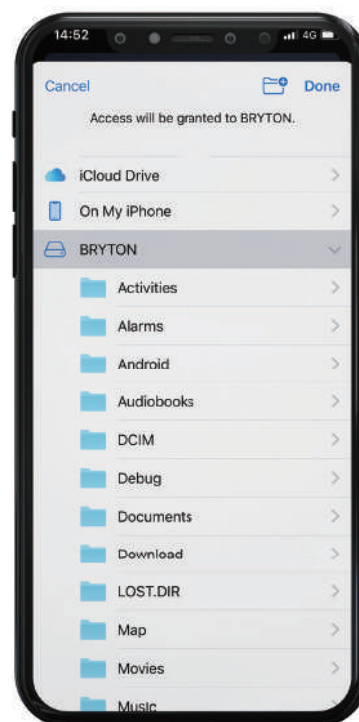 14:52
4G
Cancel
Done
Access will be granted to BRYTON.
iCloud Drive
On My iPhone
BRYTON
Activities
Alarms
Android
Audiobooks
DCIM
Debug
Documents
Download
LOST.DIR
Map
Movies
Music